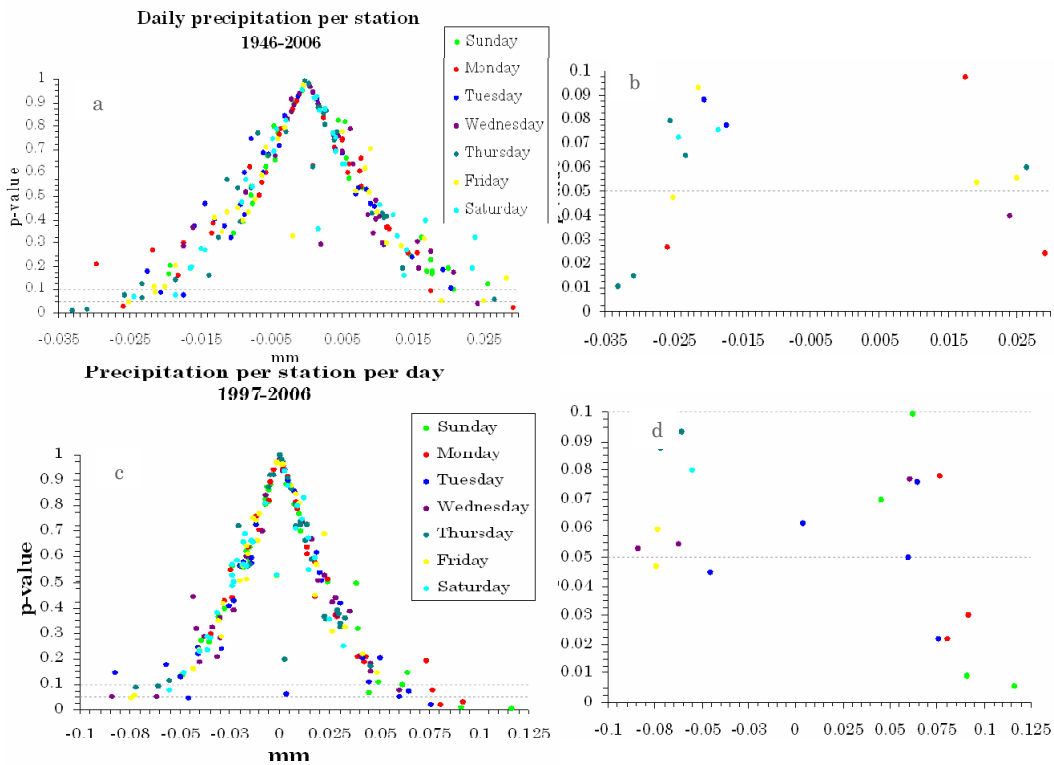 Daily precipitation per station
1946-2006
Sunday
Monday
Tuesday
Wednesday
Thursday
Friday
Saturday
a
p-value
1
0.9
0.8
0.7
0.6
0.5
0.4
0.3
0.2
0.1
0
-0.035 -0.025 -0.015 -0.005 0.005 0.015 0.025
mm
b
0.1
0.09
0.08
0.07
0.06
0.05
0.04
0.03
0.02
0.01
0
-0.035 -0.025 -0.015 -0.005 0.005 0.015 0.025
Precipitation per station per day
1997-2006
Sunday
Monday
Tuesday
Wednesday
Thursday
Friday
Saturday
c
p-value
1
0.9
0.8
0.7
0.6
0.5
0.4
0.3
0.2
0.1
0
-0.1 -0.08 -0.05 -0.03 0 0.025 0.05 0.075 0.1 0.125
mm
d
0.1
0.09
0.08
0.07
0.06
0.05
0.04
0.03
0.02
0.01
0
-0.1 -0.08 -0.05 -0.03 0 0.025 0.05 0.075 0.1 0.125